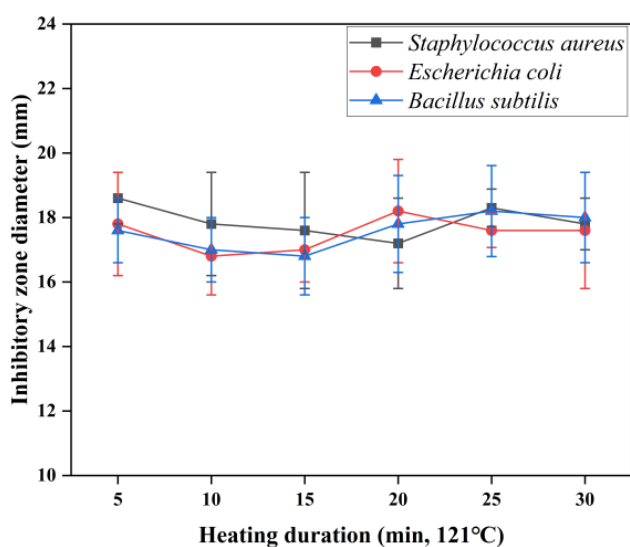 24
22
20
18
16
14
12
10
Inhibitory zone diameter (mm)
Staphylococcus aureus
Escherichia coli
Bacillus subtilis
5 10 15 20 25 30
Heating duration (min, 121℃)